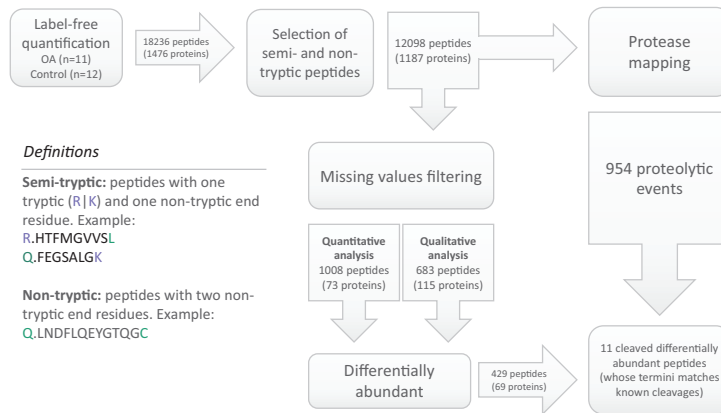 Label-free
quantification
OA (n=11)
Control (n=12)
18236 peptides
(1476 proteins)
Selection of
semi- and non-
tryptic peptides
12098 peptides
(1187 proteins)
Protease
mapping
Definitions
Semi-tryptic: peptides with one
tryptic (R|K) and one non-tryptic end
residue. Example:
R.HTFMGVVSL
Q.FEGSALGK
Non-tryptic: peptides with two non-
tryptic end residues. Example:
Q.LNDFLQEYGTQGC
Missing values filtering
954 proteolytic
events
Quantitative
analysis
1008 peptides
(73 proteins)
Qualitative
analysis
683 peptides
(115 proteins)
Differentially
abundant
429 peptides
(69 proteins)
11 cleaved differentially
abundant peptides
(whose termini matches
known cleavages)